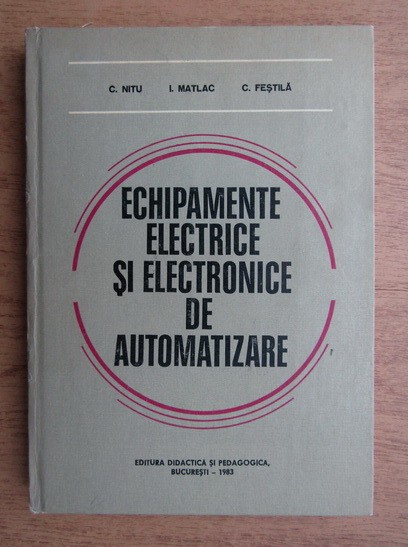 C. NITU I. MATLAC C. FEȘTILĂ
ECHIPAMENTE
ELECTRICE
ȘI ELECTRONICE
DE
AUTOMATIZARE
EDITURA DIDACTICA ȘI PEDAGOGICA,
BUCUREȘTI – 1983